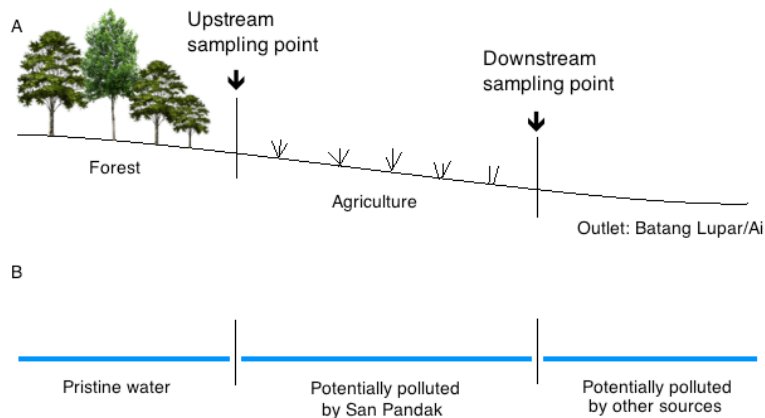 A
Upstream
sampling point
Downstream
sampling point
Forest
Agriculture
Outlet: Batang Lupar/Ai
B
Pristine water
Potentially polluted
by San Pandak
Potentially polluted
by other sources